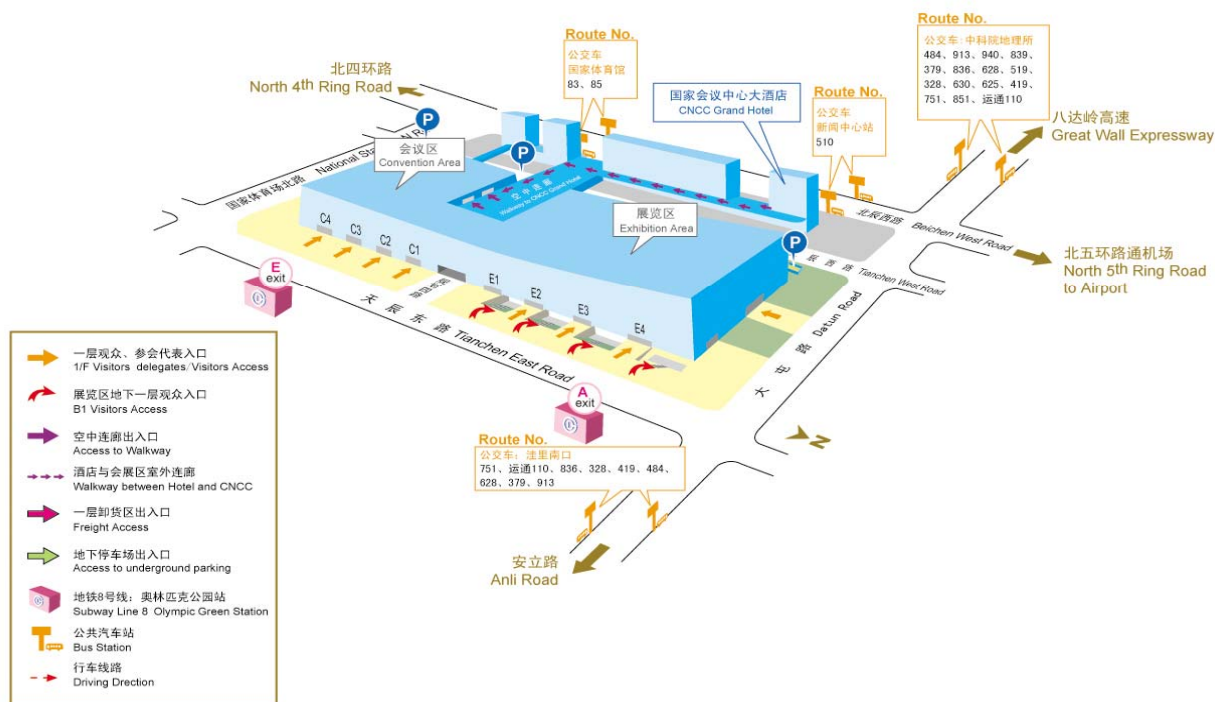 Route No.
公交车:中科院地理所
484、913、940、839、
379、836、628、519、
328、630、625、419、
751、851、运通110
Route No.
公交车
国家体育馆
83、85
北四环路
North 4th Ring Road
国家会议中心大酒店
CNCC Grand Hotel
Route No.
公交车
新闻中心站
510
八达岭高速
Great Wall Expressway
P
会议区
Convention Area
P
国家体育场北路 National Sta
空中连廊
Walkway to CNCC Grand Hotel
展览区
Exhibition Area
北辰西路 Beichen West Road
北五环路通机场
North 5th Ring Road
to Airport
P
辰西路 Tianchen West Road
C4
C3
C2
C1
E1
E2
E3
E4
E
exit
天辰东路 Tianchen East Road
大屯路 Datun Road
A
exit
N
Route No.
公交车：洼里南口
751、运通110、836、328、419、484、
628、379、913
安立路
Anli Road
一层观众、参会代表入口
1/F Visitors delegates/Visitors Access
展览区地下一层观众入口
B1 Visitors Access
空中连廊出入口
Access to Walkway
酒店与会展区室外连廊
Walkway between Hotel and CNCC
一层卸货区出入口
Freight Access
地下停车场出入口
Access to underground parking
地铁8号线：奥林匹克公园站
Subway Line 8 Olympic Green Station
公共汽车站
Bus Station
行车线路
Driving Direction